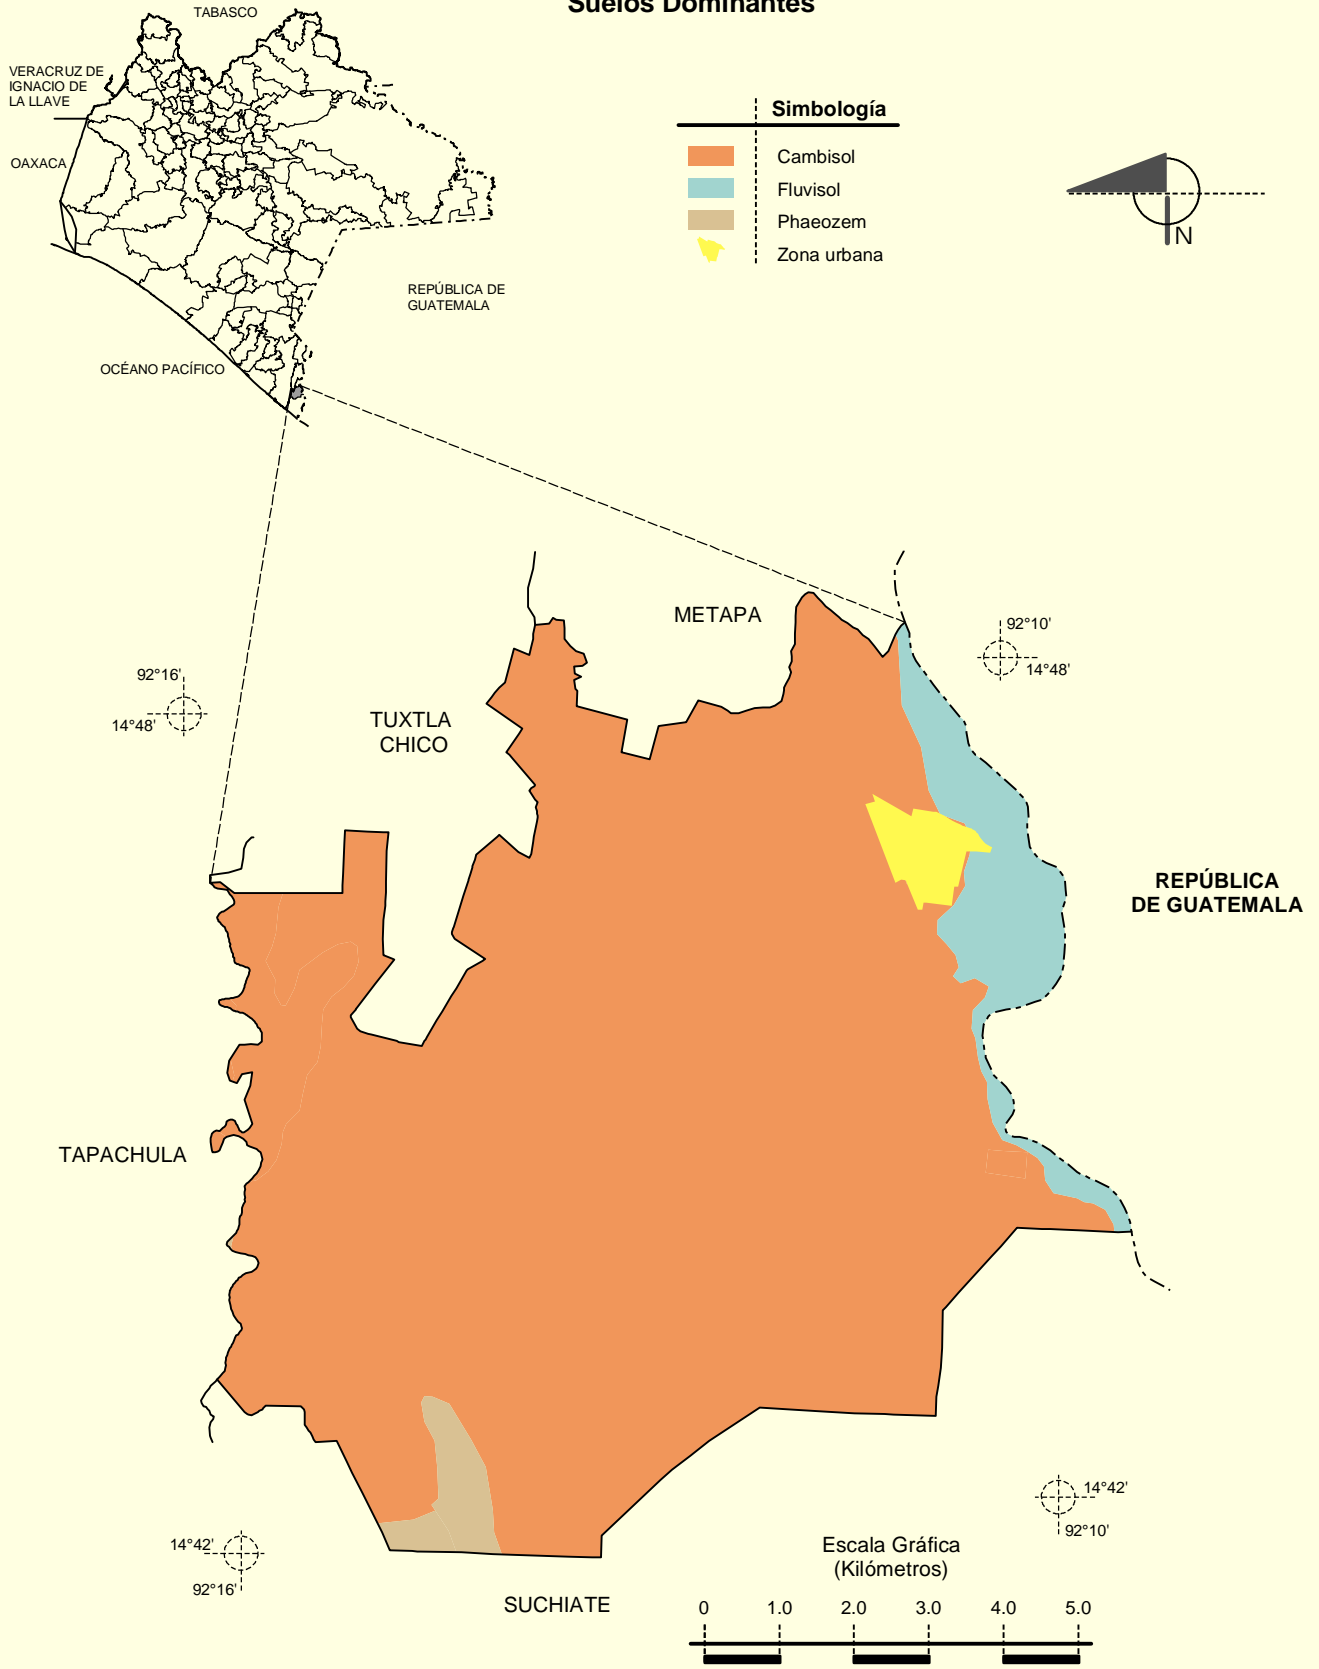 Suelos Dominantes
TABASCO
VERACRUZ DE
IGNACIO DE
LA LLAVE
OAXACA
REPÚBLICA DE
GUATEMALA
OCÉANO PACÍFICO
Simbología
Cambisol
Fluvisol
Phaeozem
Zona urbana
N
METAPA
92°10'
14°48'
92°16'
14°48'
TUXTLA
CHICO
REPÚBLICA
DE GUATEMALA
TAPACHULA
14°42'
92°10'
14°42'
92°16'
SUCHIATE
Escala Gráfica
(Kilómetros)
0 1.0 2.0 3.0 4.0 5.0